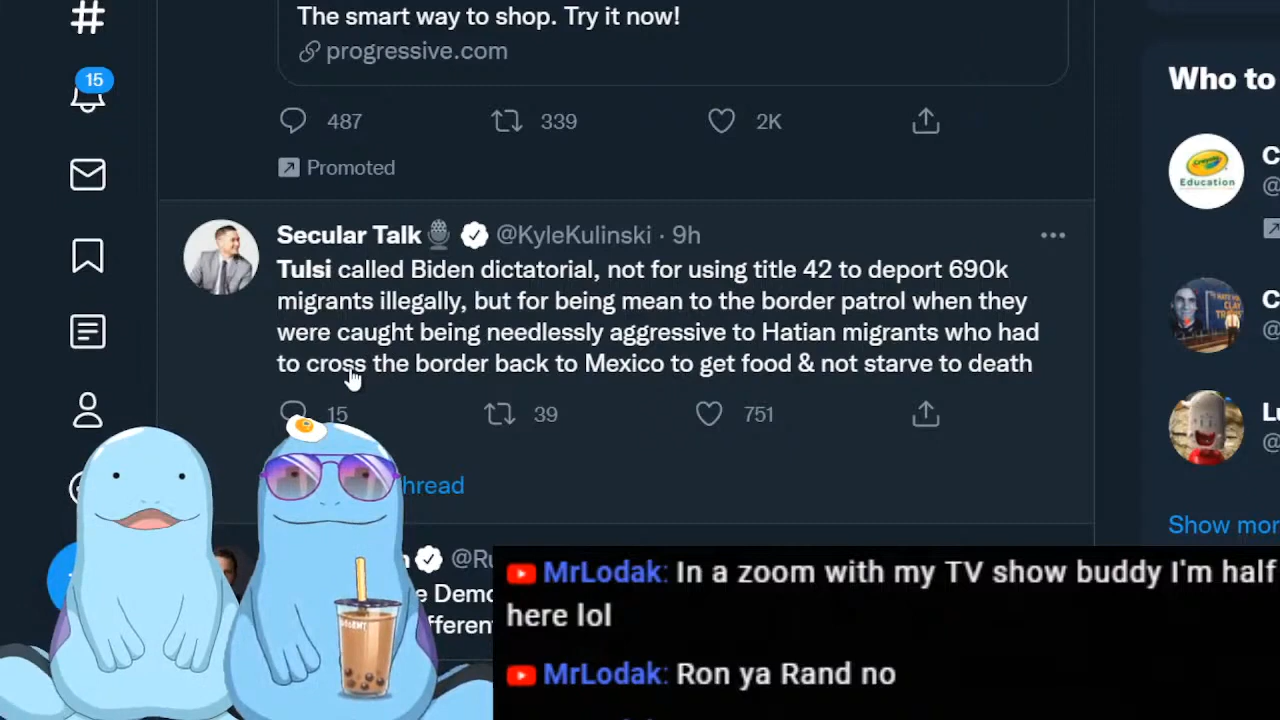 The smart way to shop. Try it now!
progressive.com
15
Who to
487 339 2K
Promoted
Education
Secular Talk @KyleKulinski · 9h
Tulsi called Biden dictatorial, not for using title 42 to deport 690k
migrants illegally, but for being mean to the border patrol when they
were caught being needlessly aggressive to Hatian migrants who had
to cross the border back to Mexico to get food & not starve to death
15 39 751
hread
Show mor
@Ru
e Demo
fferent
MrLodak: In a zoom with my TV show buddy I'm half
here lol
MrLodak: Ron ya Rand no